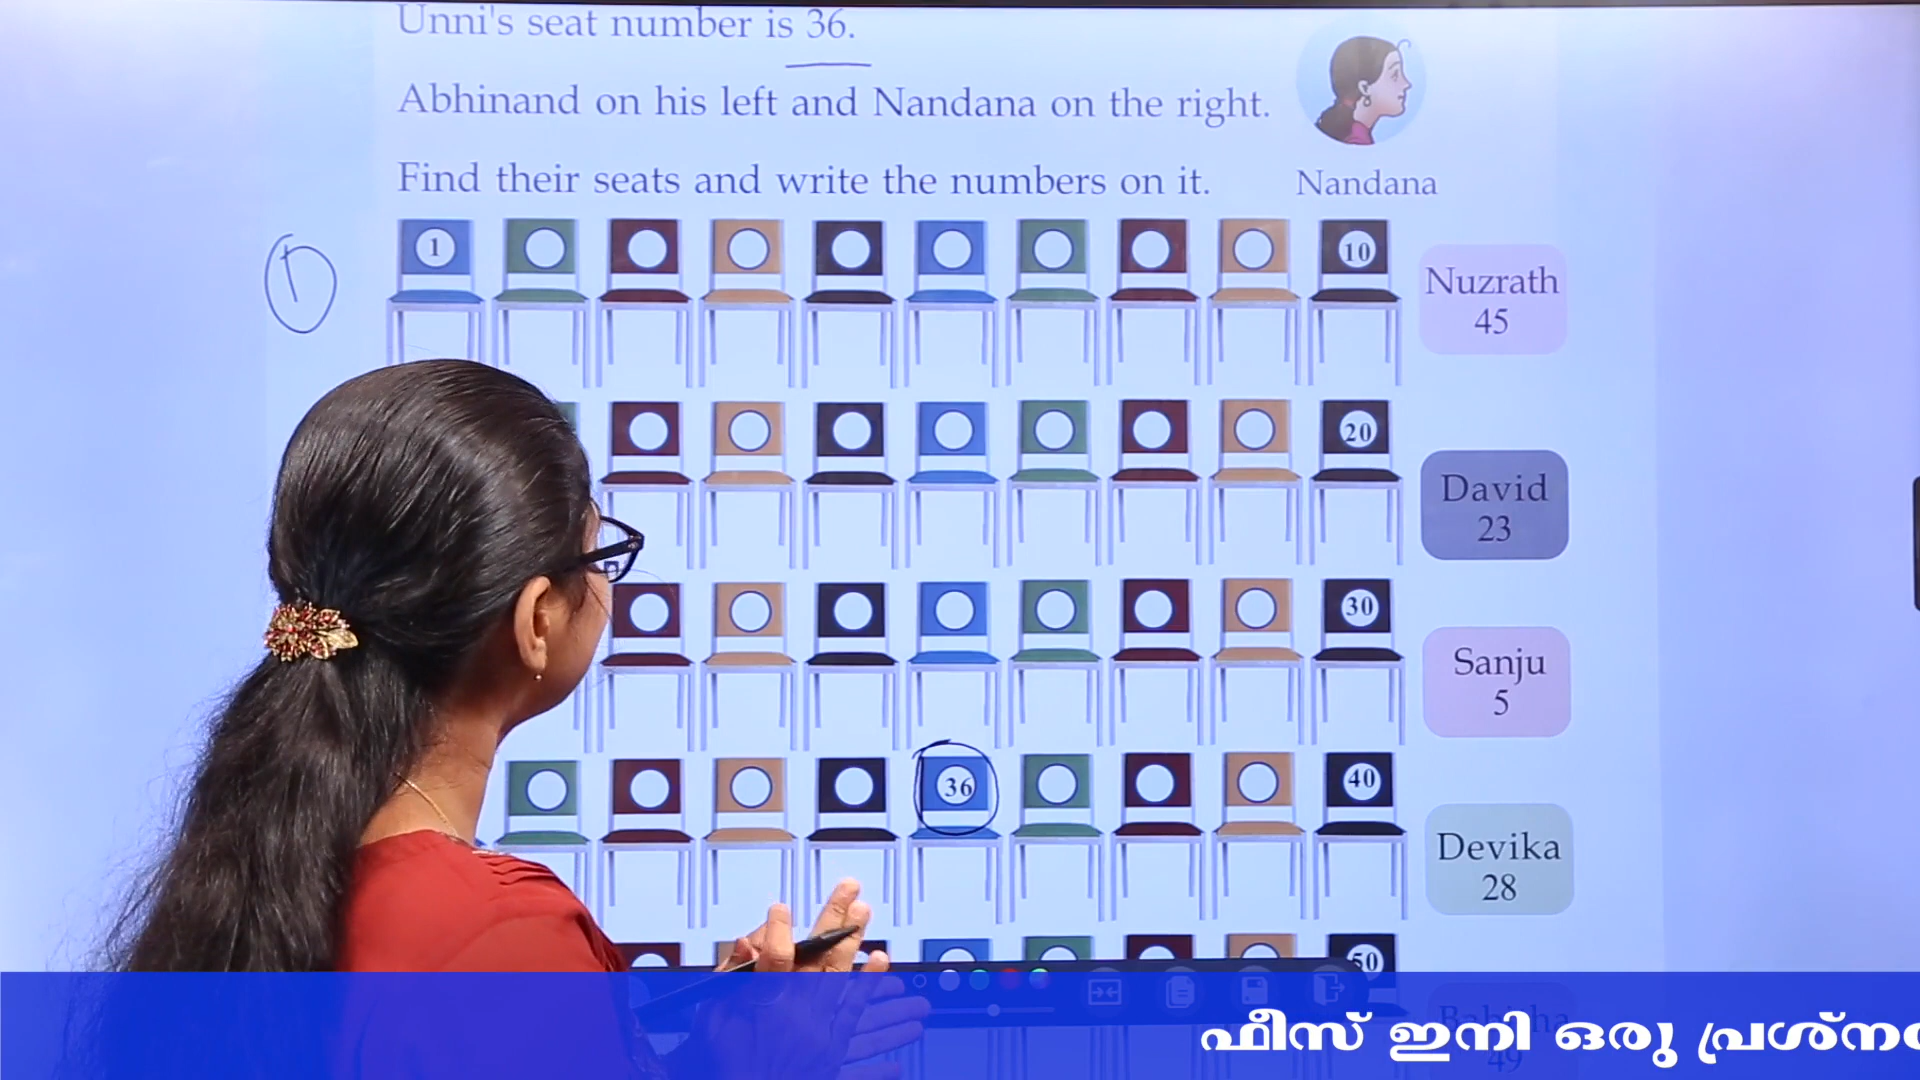 Unni's seat number is 36.
Abhinand on his left and Nandana on the right.
Find their seats and write the numbers on it.
Nandana
1
1
10
Nuzrath
45
20
David
23
30
Sanju
5
36
40
Devika
28
50
49
ഫീസ് ഇനി ഒരു